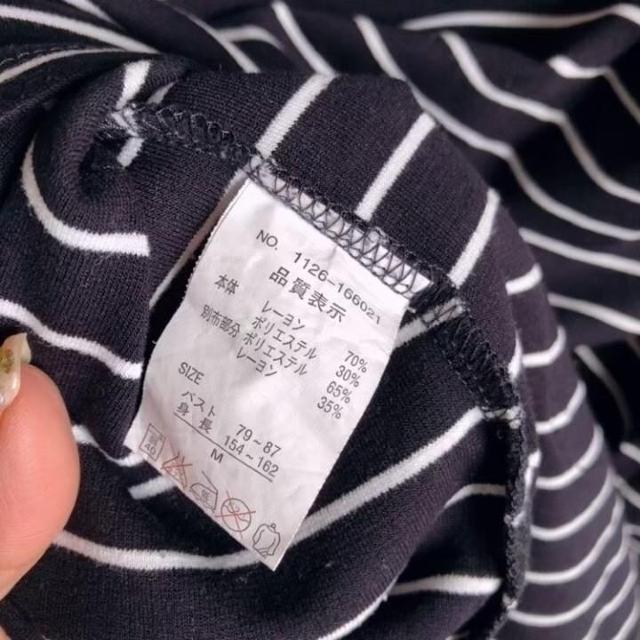 NO. 1126-166021
品質表示
本体 レーヨン 70%
ポリエステル 30%
別布部分 ポリエステル 65%
レーヨン 35%
SIZE
バスト 79~87
身長 154~162
M